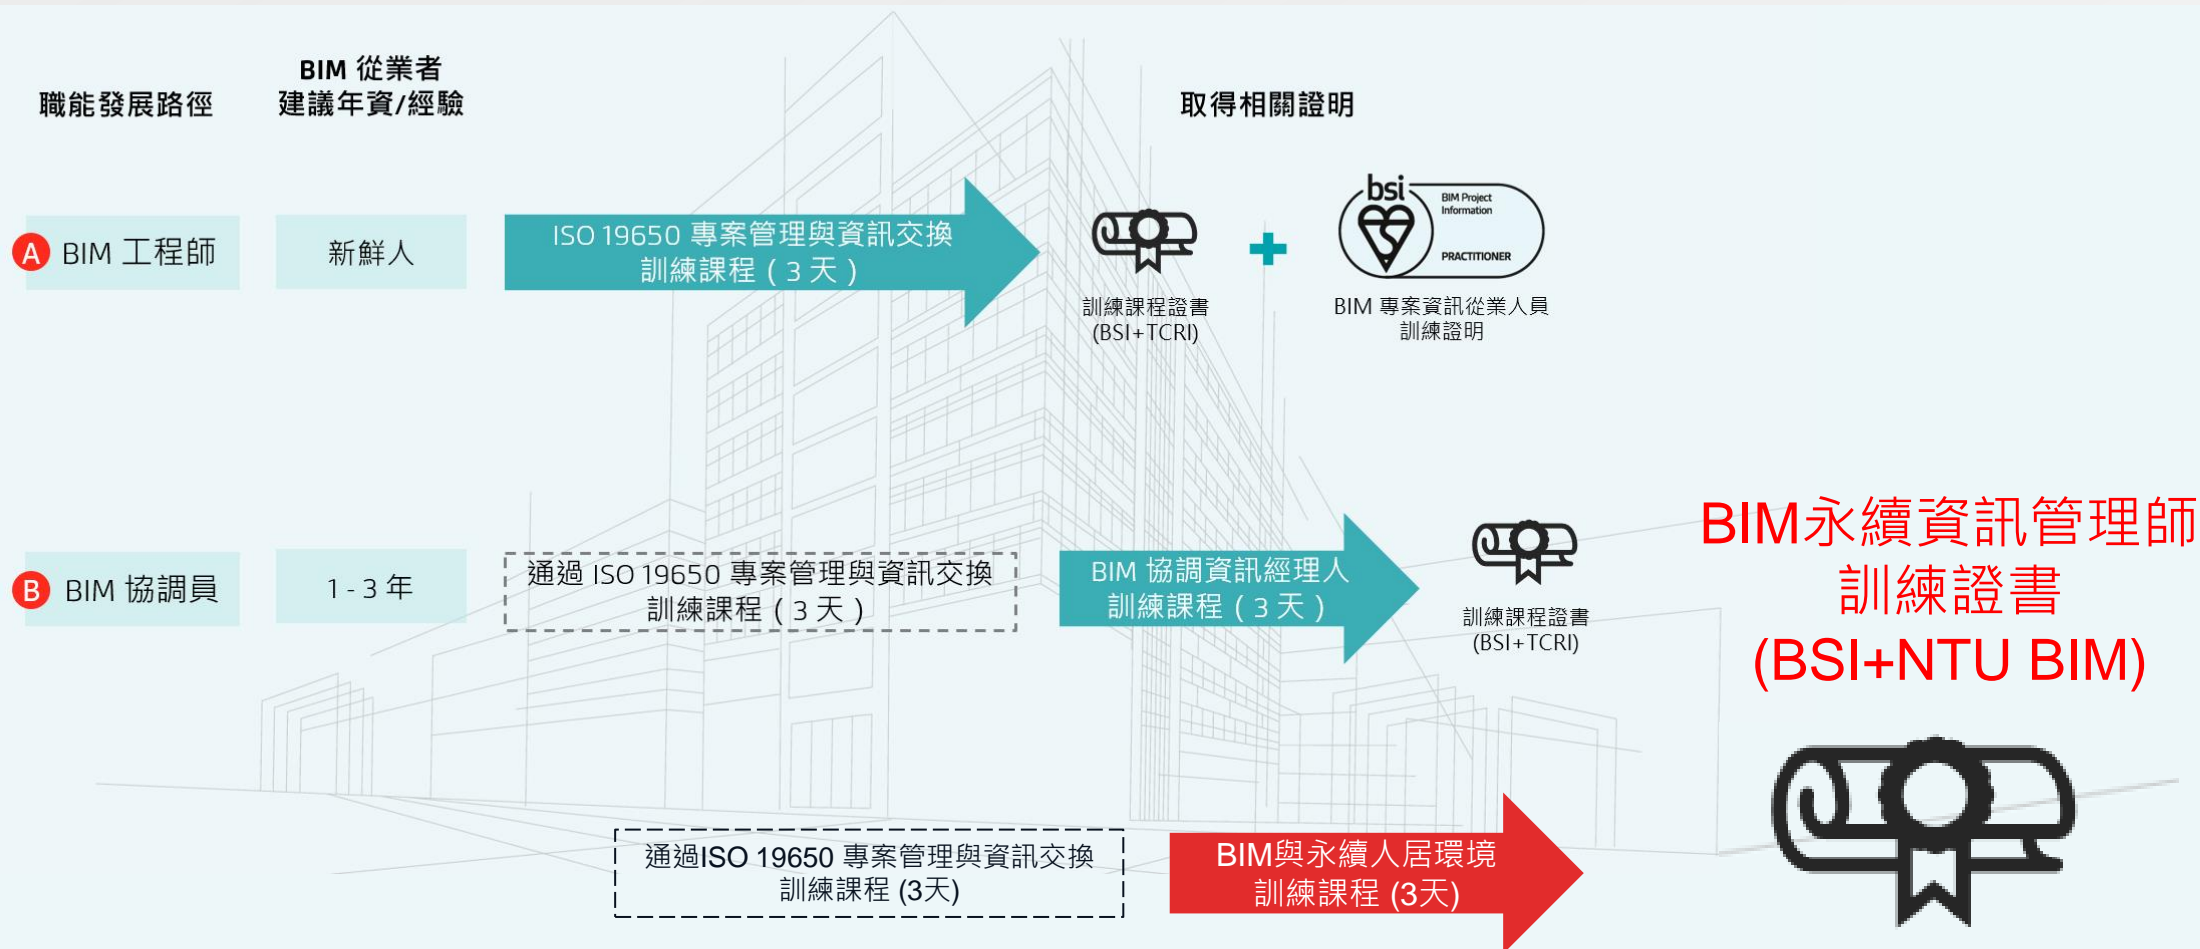 職能發展路徑
BIM 從業者
建議年資/經驗
取得相關證明
A BIM 工程師
新鮮人
ISO 19650 專案管理與資訊交換
訓練課程 ( 3 天 )
訓練課程證書
(BSI+TCRI)
bsi
BIM Project
Information
PRACTITIONER
BIM 專案資訊從業人員
訓練證明
B BIM 協調員
1 - 3 年
通過 ISO 19650 專案管理與資訊交換
訓練課程 ( 3 天 )
BIM 協調資訊經理人
訓練課程 ( 3 天 )
訓練課程證書
(BSI+TCRI)
BIM永續資訊管理師
訓練證書
(BSI+NTU BIM)
通過ISO 19650 專案管理與資訊交換
訓練課程 (3天)
BIM與永續人居環境
訓練課程 (3天)